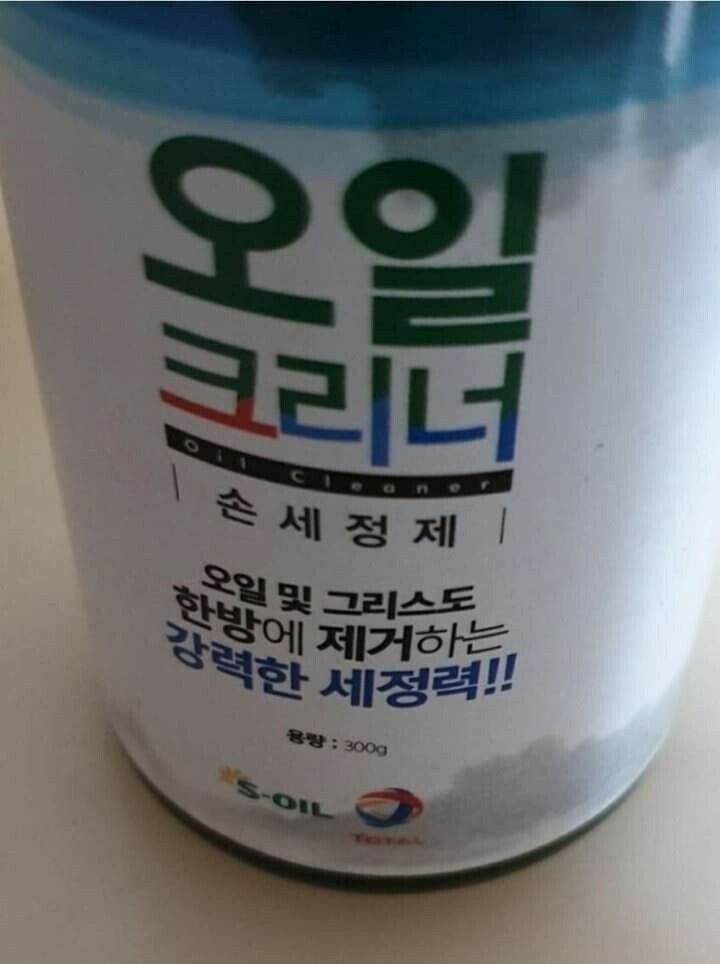 오일
크리너
Oil Cleaner
손세정제
오일 및 그리스도
한방에 제거하는
강력한 세정력!!
용량 : 300g
S-OIL
TOTAL